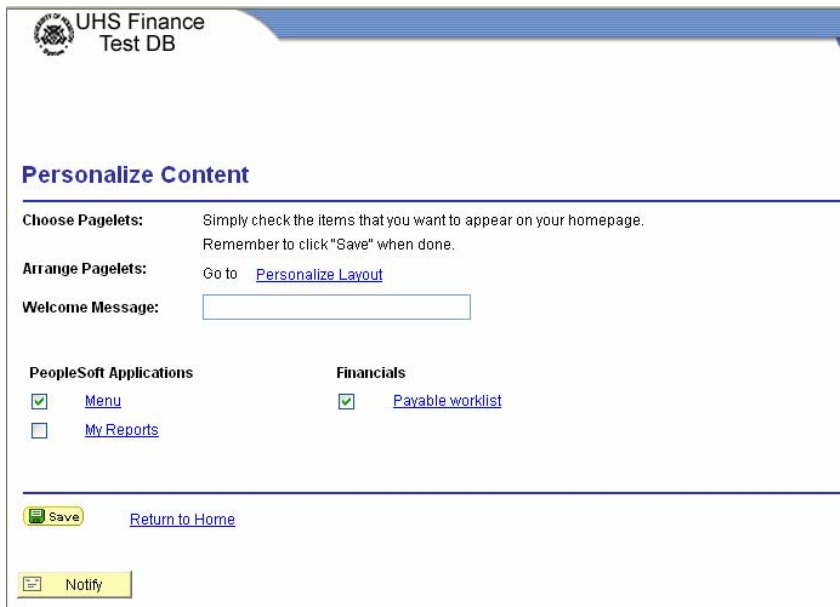 UHS Finance
Test DB
Personalize Content
Choose Pagelets: Simply check the items that you want to appear on your homepage.
Remember to click "Save" when done.
Arrange Pagelets: Go to Personalize Layout
Welcome Message:
PeopleSoft Applications Financials
Menu Payable worklist
My Reports
Save Return to Home
Notify